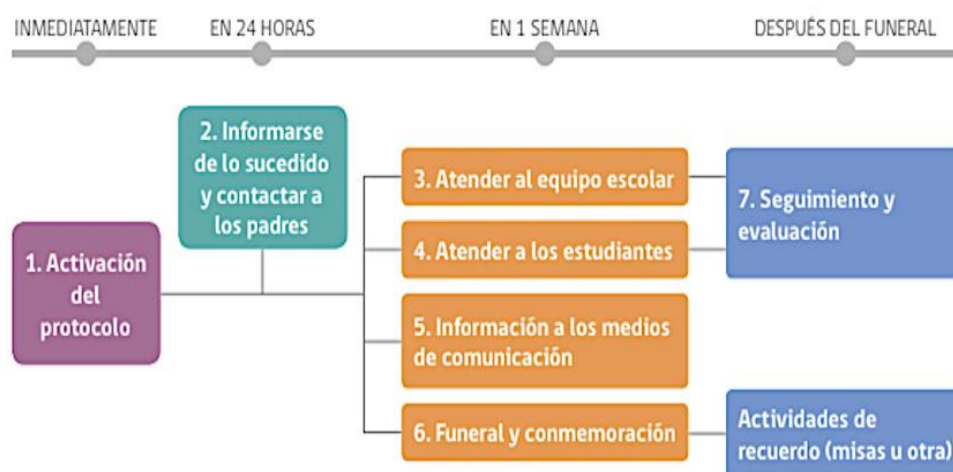 INMEDIATAMENTE
EN 24 HORAS
EN 1 SEMANA
DESPUÉS DEL FUNERAL
1. Activación
del
protocolo
2. Informarse
de lo sucedido
y contactar a
los padres
3. Atender al equipo escolar
4. Atender a los estudiantes
5. Información a los medios
de comunicación
6. Funeral y conmemoración
7. Seguimiento y
evaluación
Actividades de
recuerdo (misas u otra)